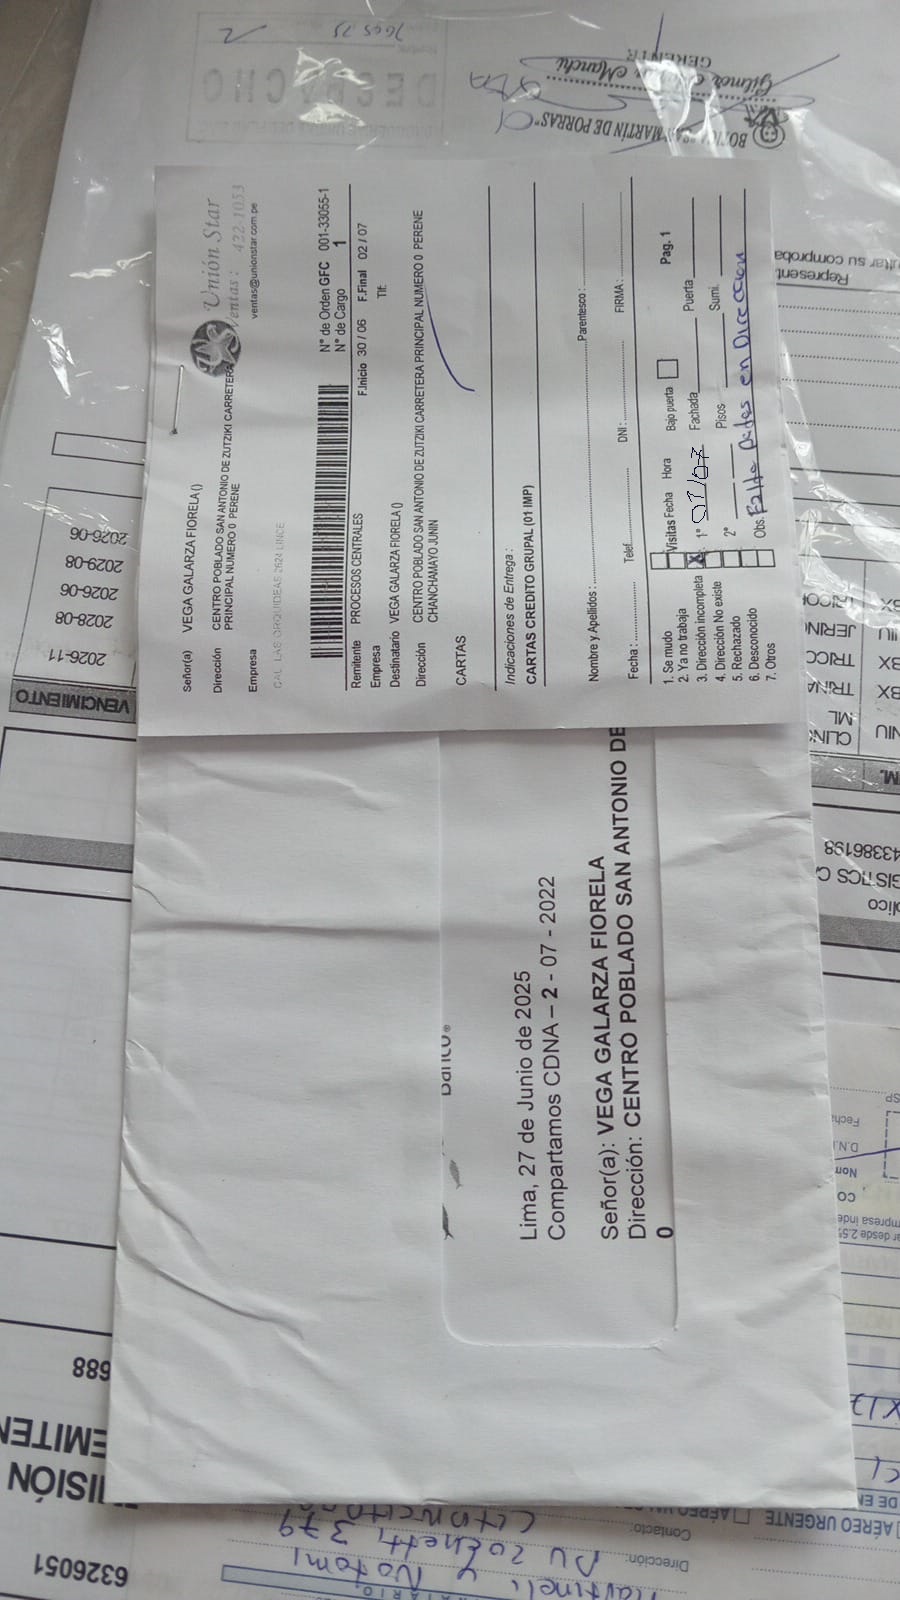 Unión Star
Ventas : 422-1053
ventas@unionstar.com.pe
Señor(a) VEGA GALARZA FIORELA ()
Dirección CENTRO POBLADO SAN ANTONIO DE ZUTZIKI CARRETERA
PRINCIPAL NUMERO 0 PERENE
Empresa
CAL LAS ORQUIDEAS 2624 LINCE
N° de Orden GFC 001-33055-1
N° de Cargo 1
F.Inicio 30 / 06 F.Final 02 / 07
Remitente PROCESOS CENTRALES
Empresa Tlf:
Destinatario VEGA GALARZA FIORELA ()
Dirección CENTRO POBLADO SAN ANTONIO DE ZUTZIKI CARRETERA PRINCIPAL NUMERO 0 PERENE
CHANCHAMAYO JUNIN
CARTAS
Indicaciones de Entrega :
CARTAS CREDITO GRUPAL (01 IMP)
Nombre y Apellidos : Parentesco :
Fecha : Telef. DNI : FIRMA :
1. Se mudo
2. Ya no trabaja
3. Dirección incompleta
4. Dirección No existe
5. Rechazado
6. Desconocido
7. Otros
Visitas Fecha Hora Bajo puerta Pag. 1
1° 01/07 Fachada Puerta
2° Pisos Sumi.
Obs. Falta Datos en Direccion
Banco®
Lima, 27 de Junio de 2025
Compartamos CDNA – 2 - 07 - 2022
Señor(a): VEGA GALARZA FIORELA
Dirección: CENTRO POBLADO SAN ANTONIO DE
0
DESPACHO
MARTÍN DE PORRAS"
GERENTE
VENCIMIENTO
2026-11
2028-08
2026-06
2029-08
2026-06
Represent
43386198
688
6326051
AÉREO URGENTE
Contacto:
Dirección: